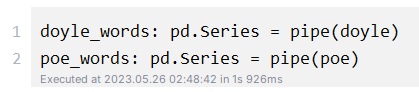 1 doyle_words: pd.Series = pipe(doyle)
2 poe_words: pd.Series = pipe(poe)
Executed at 2023.05.26 02:48:42 in 1s 926ms